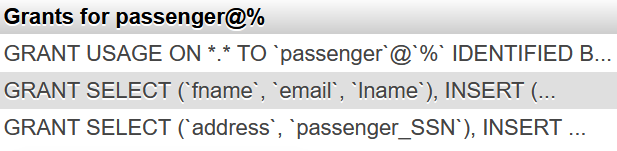 Grants for passenger@%
GRANT USAGE ON *.* TO `passenger`@`%` IDENTIFIED B...
GRANT SELECT (`fname`, `email`, `lname`), INSERT (...
GRANT SELECT (`address`, `passenger_SSN`), INSERT ...